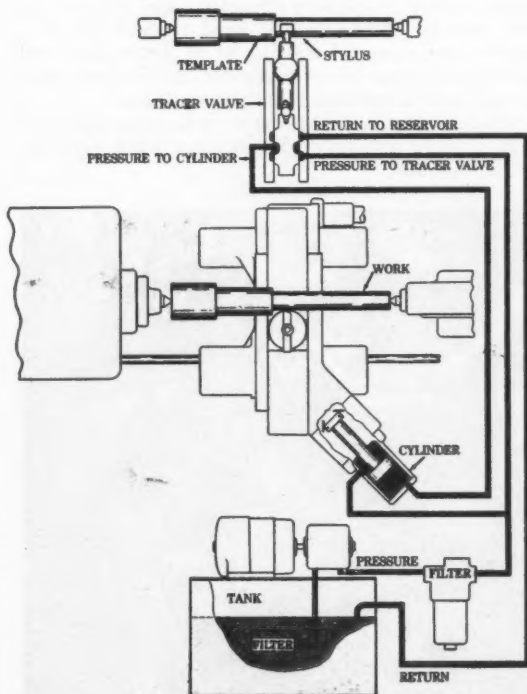 TEMPLATE
STYLUS
TRACER VALVE
RETURN TO RESERVOIR
PRESSURE TO CYLINDER
PRESSURE TO TRACER VALVE
WORK
CYLINDER
PRESSURE
FILTER
TANK
FILTER
RETURN